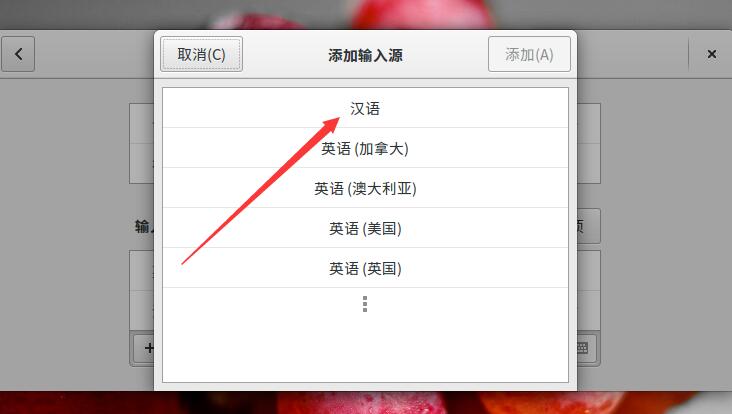 取消(C)
添加输入源
添加(A)
汉语
英语 (加拿大)
英语 (澳大利亚)
英语 (美国)
英语 (英国)
输